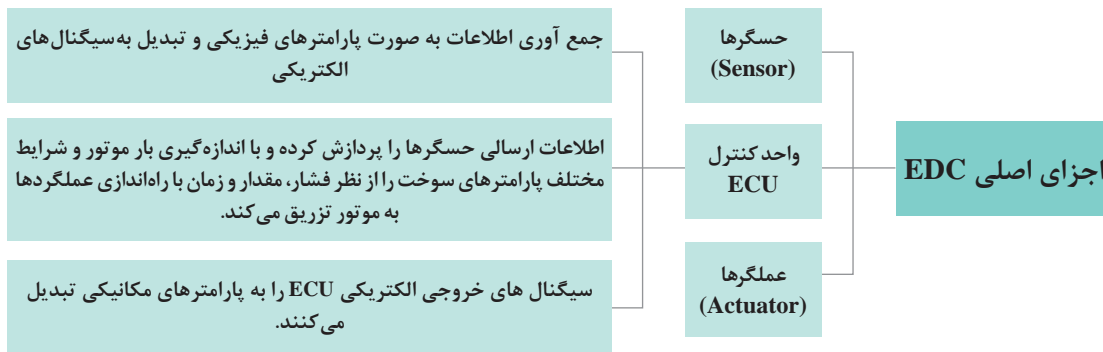 اجزای اصلی EDC
حسگرها
(Sensor)
جمع آوری اطلاعات به صورت پارامترهای فیزیکی و تبدیل به‌سیگنال‌های
الکتریکی
واحد کنترل
ECU
اطلاعات ارسالی حسگرها را پردازش کرده و با اندازه‌گیری بار موتور و شرایط
مختلف پارامترهای سوخت را از نظر فشار، مقدار و زمان با راه‌اندازی عملگردها
به موتور تزریق می‌کند.
عملگرها
(Actuator)
سیگنال های خروجی الکتریکی ECU را به پارامترهای مکانیکی تبدیل
می‌کنند.